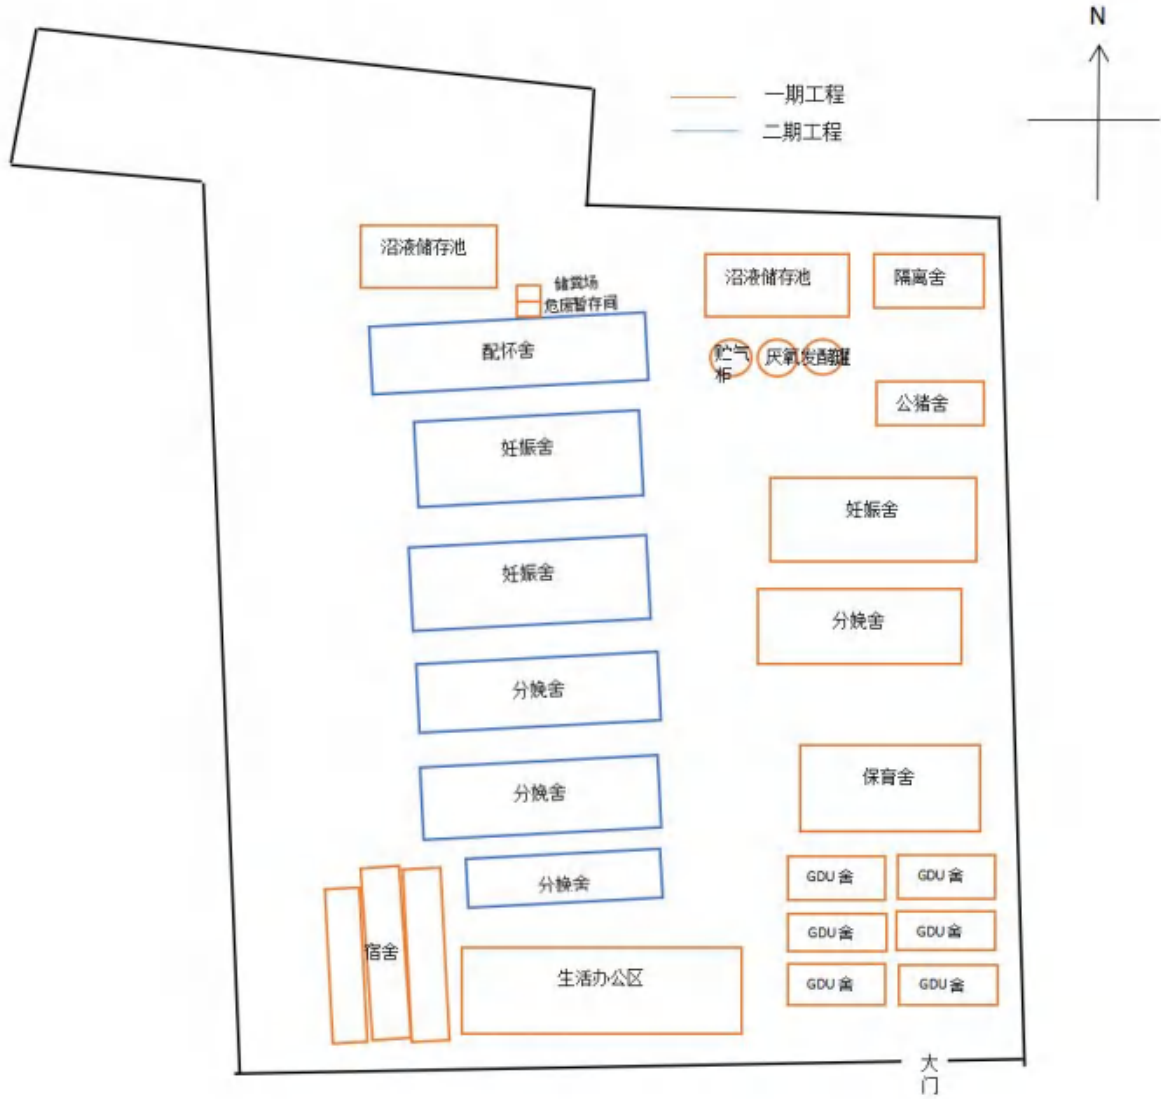 N
一期工程
二期工程
沼液储存池
储粪场
危废暂存间
沼液储存池
隔离舍
配怀舍
贮气
柜
厌氧发酵罐
公猪舍
妊娠舍
妊娠舍
妊娠舍
分娩舍
分娩舍
分娩舍
保育舍
分娩舍
GDU 舍
GDU 舍
GDU 舍
GDU 舍
GDU 舍
GDU 舍
宿舍
生活办公区
大
门